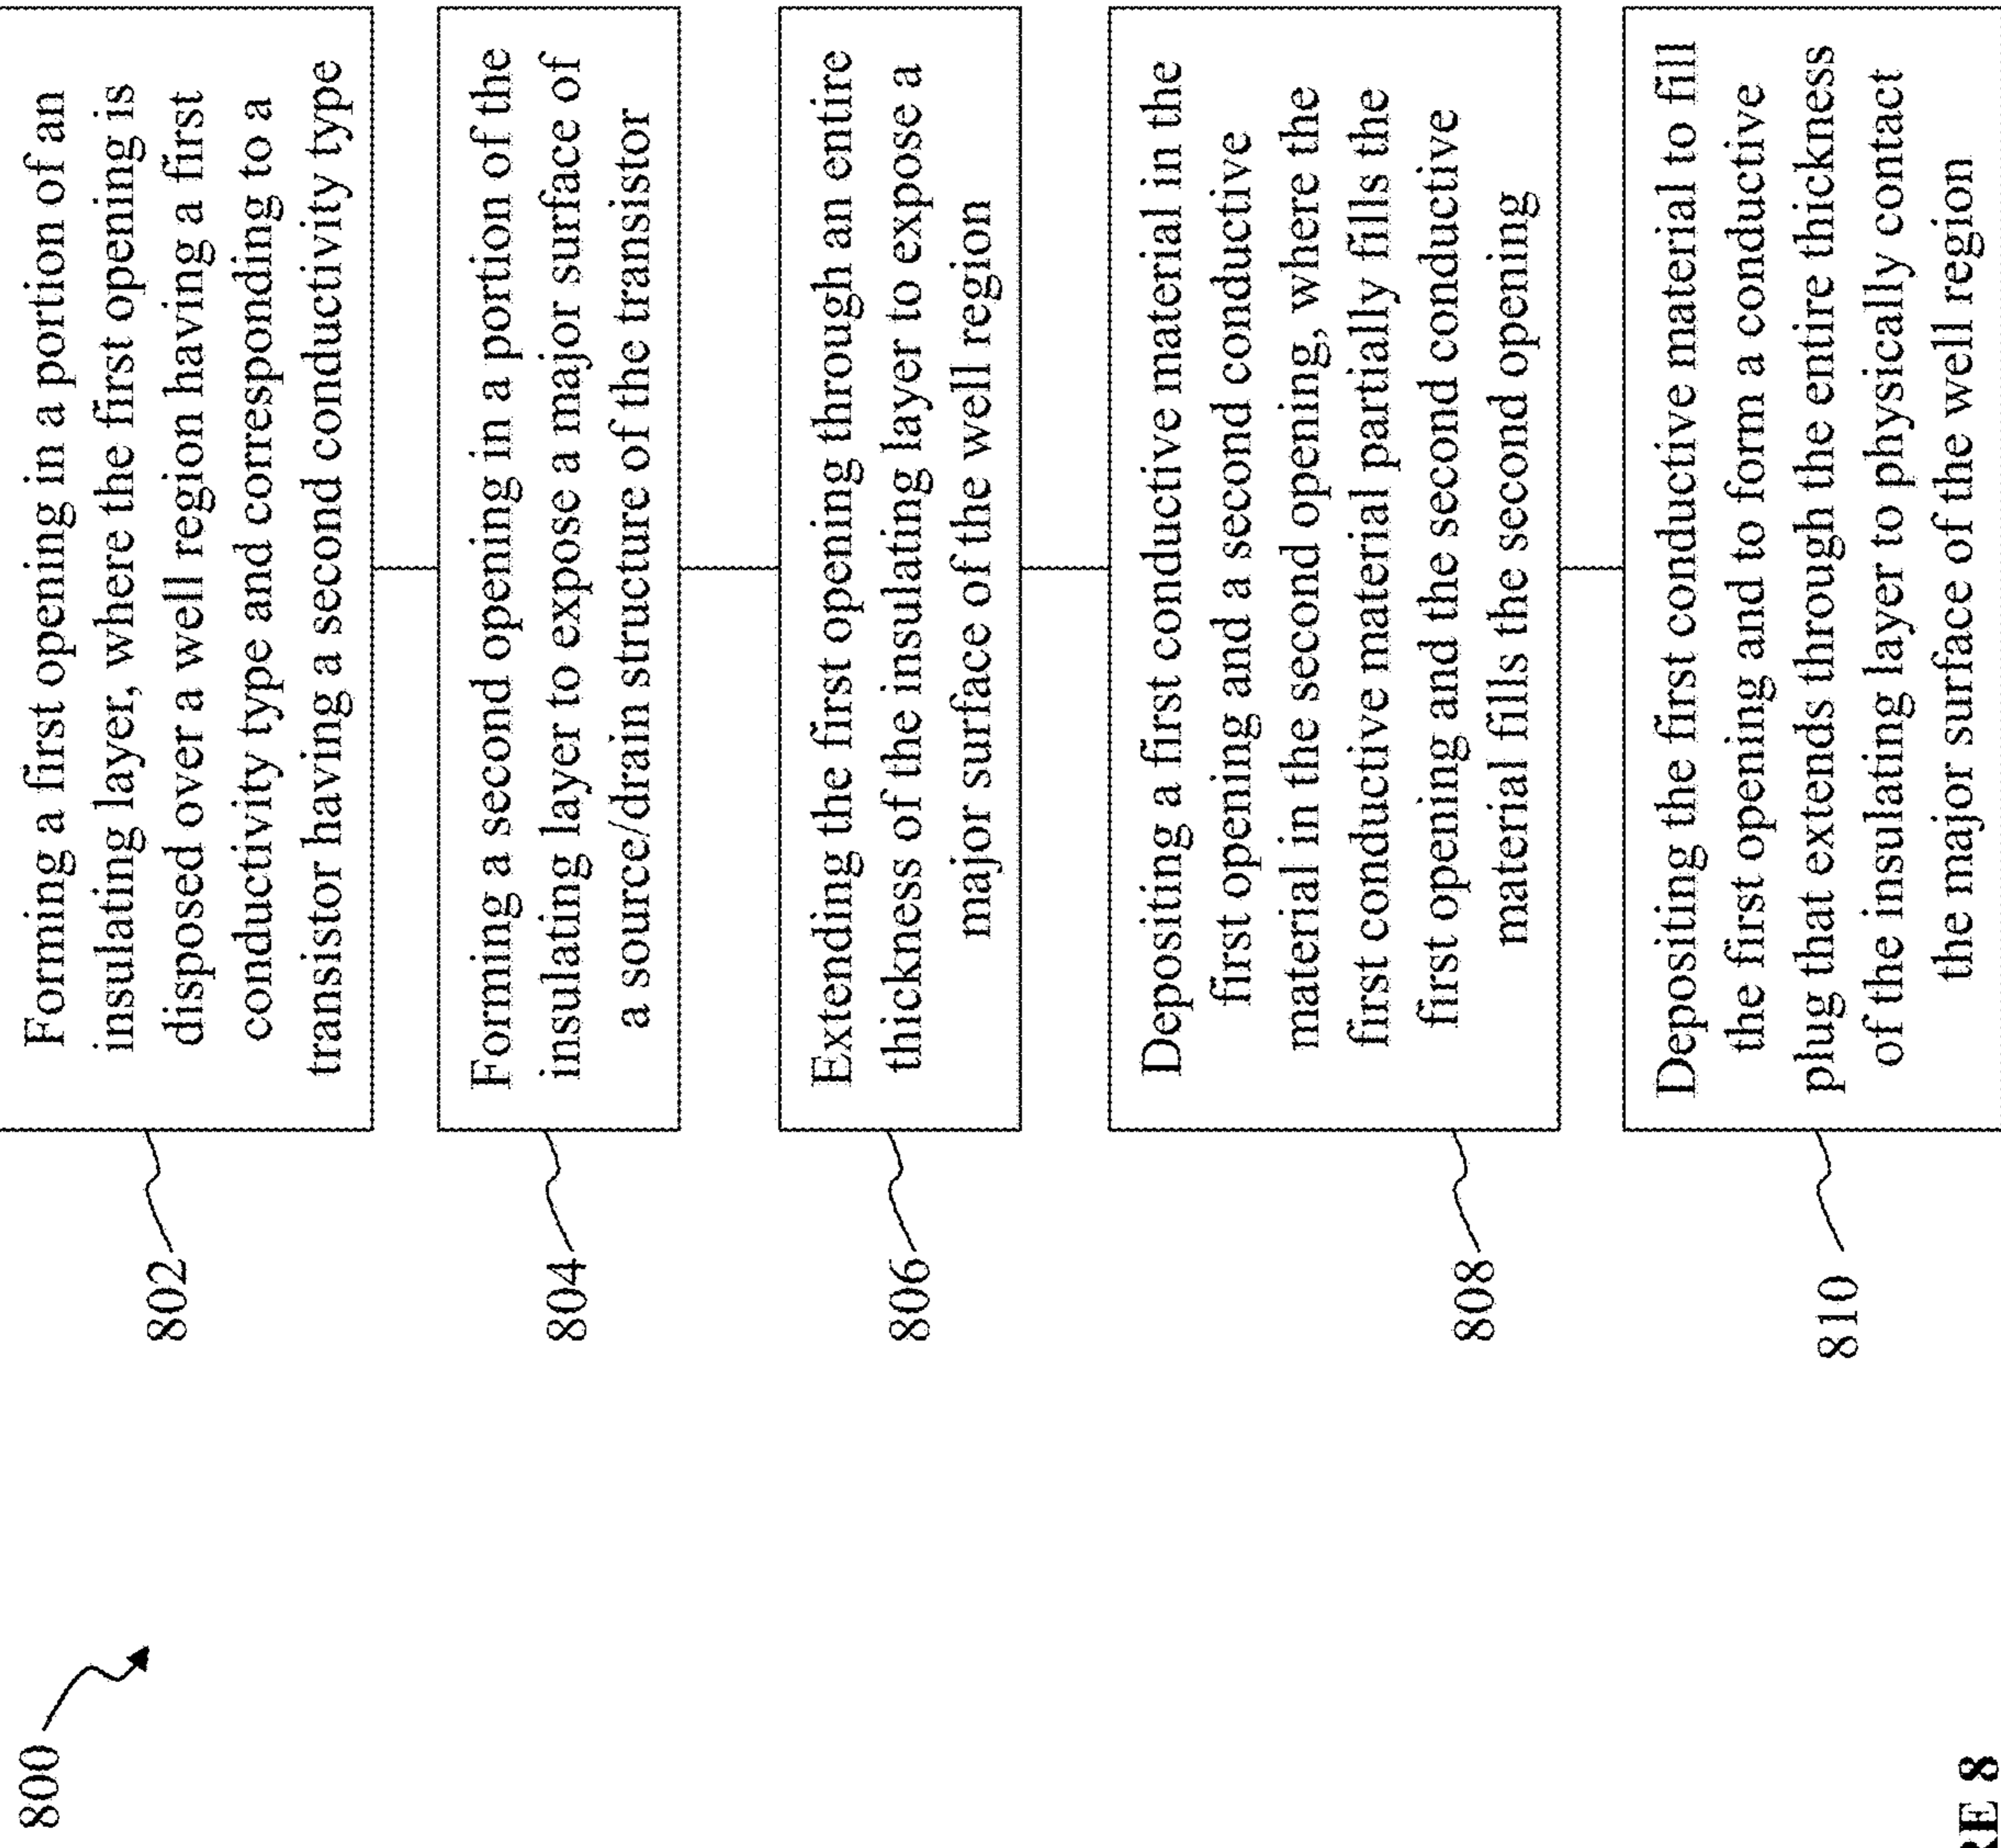 800
802
Forming a first opening in a portion of an
insulating layer, where the first opening is
disposed over a well region having a first
conductivity type and corresponding to a
transistor having a second conductivity type
804
Forming a second opening in a portion of the
insulating layer to expose a major surface of
a source/drain structure of the transistor
806
Extending the first opening through an entire
thickness of the insulating layer to expose a
major surface of the well region
808
Depositing a first conductive material in the
first opening and a second conductive
material in the second opening, where the
first conductive material partially fills the
first opening and the second conductive
material fills the second opening
810
Depositing the first conductive material to fill
the first opening and to form a conductive
plug that extends through the entire thickness
of the insulating layer to physically contact
the major surface of the well region
RE 8